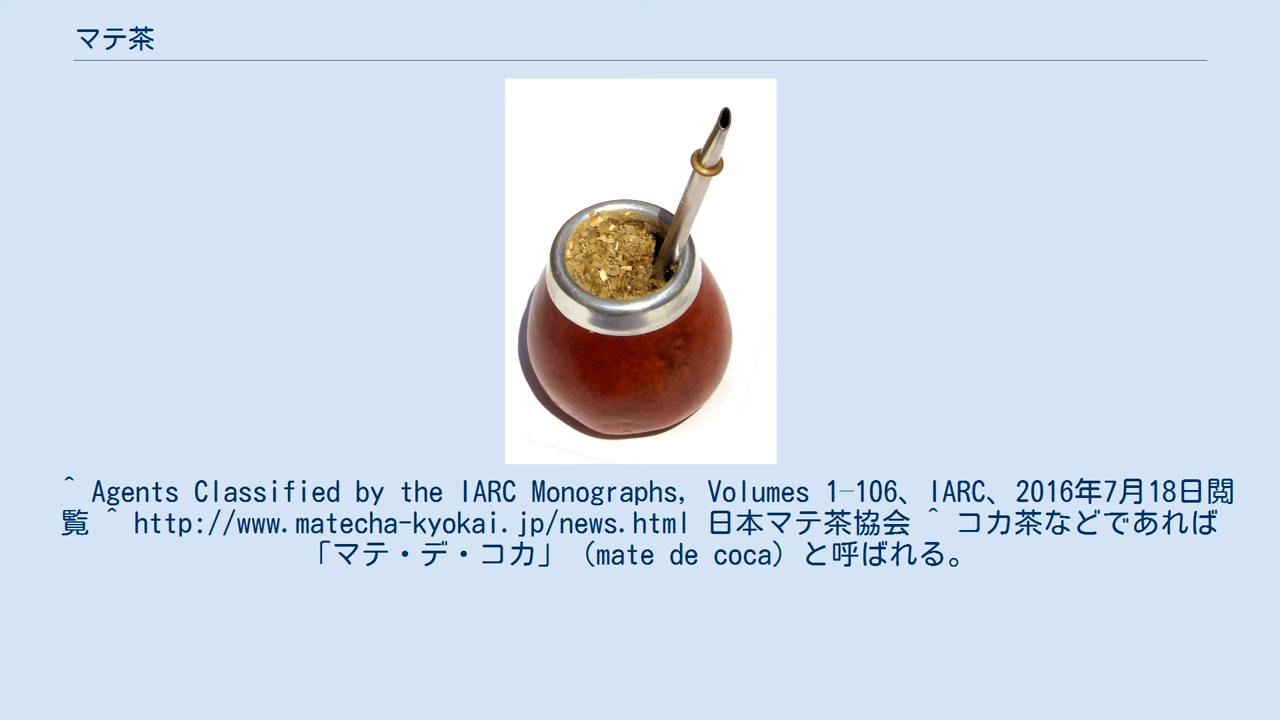 マテ茶
^ Agents Classified by the IARC Monographs, Volumes 1–106、IARC、2016年7月18日閲
覧 ^ http://www.matecha-kyokai.jp/news.html 日本マテ茶協会 ^ コカ茶などであれば
「マテ・デ・コカ」（mate de coca）と呼ばれる。